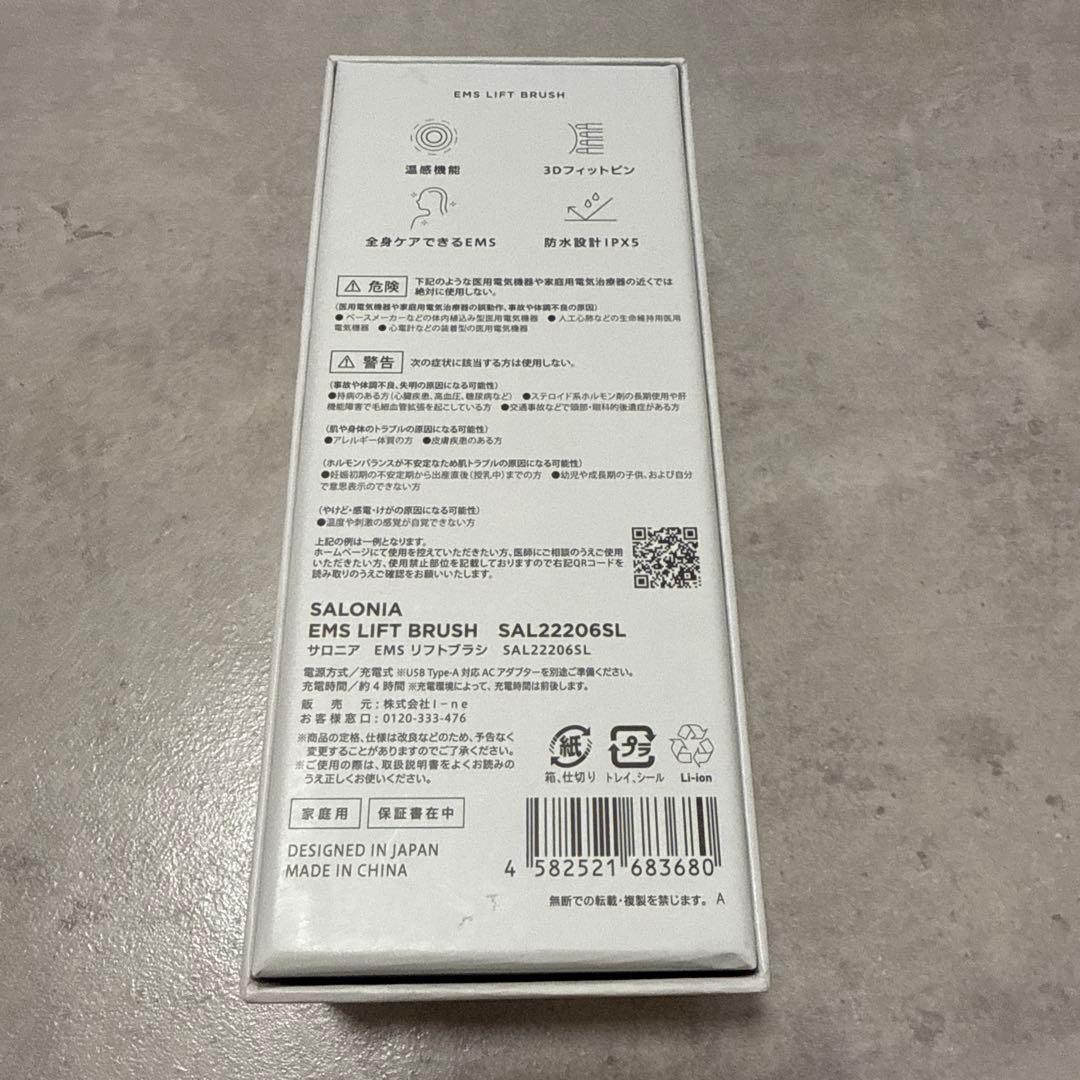 EMS LIFT BRUSH
温感機能
3Dフィットピン
全身ケアできるEMS
防水設計IPX5
危険 下記のような医用電気機器や家庭用電気治療器の近くでは
絶対に使用しない。
(医用電気機器や家庭用電気治療器の誤動作、事故や体調不良の原因)
●ペースメーカーなどの体内植込み型医用電気機器 ●人工心肺などの生命維持用医用
電気機器 ●心電計などの装着型の医用電気機器
警告 次の症状に該当する方は使用しない。
(事故や体調不良、失明の原因になる可能性)
●持病のある方(心臓疾患、高血圧、糖尿病など) ●ステロイド系ホルモン剤の長期使用や肝
機能障害で毛細血管拡張を起こしている方 ●交通事故などで頭部・眼科的後遺症がある方
(肌や身体のトラブルの原因になる可能性)
●アレルギー体質の方 ●皮膚疾患のある方
(ホルモンバランスが不安定なため肌トラブルの原因になる可能性)
●妊娠初期の不安定期から出産直後(授乳中)までの方 ●幼児や成長期の子供、および自分
で意思表示のできない方
(やけど・感電・けがの原因になる可能性)
●温度や刺激の感覚が自覚できない方
上記の例は一例となります。
ホームページにて使用を控えていただきたい方、医師にご相談のうえご使用
いただきたい方、使用禁止部位を記載しておりますので右記QRコードを
読み取りのうえご確認をお願いいたします。
SALONIA
EMS LIFT BRUSH SAL22206SL
サロニア EMS リフトブラシ SAL22206SL
電源方式/充電式 ※USB Type-A 対応 AC アダプターを別途ご準備ください。
充電時間/約4時間 ※充電環境によって、充電時間は前後します。
販売元:株式会社I-ne
お客様窓口:0120-333-476
※商品の定格、仕様は改良などのため、予告なく
変更することがありますのでご了承ください。
※ご使用の際は、取扱説明書をよくお読みの
うえ正しくお使いください。
紙
箱、仕切り
プラ
トレイ、シール
Li-ion
家庭用
保証書在中
DESIGNED IN JAPAN
MADE IN CHINA
4 582521 683680
無断での転載・複製を禁じます。 A